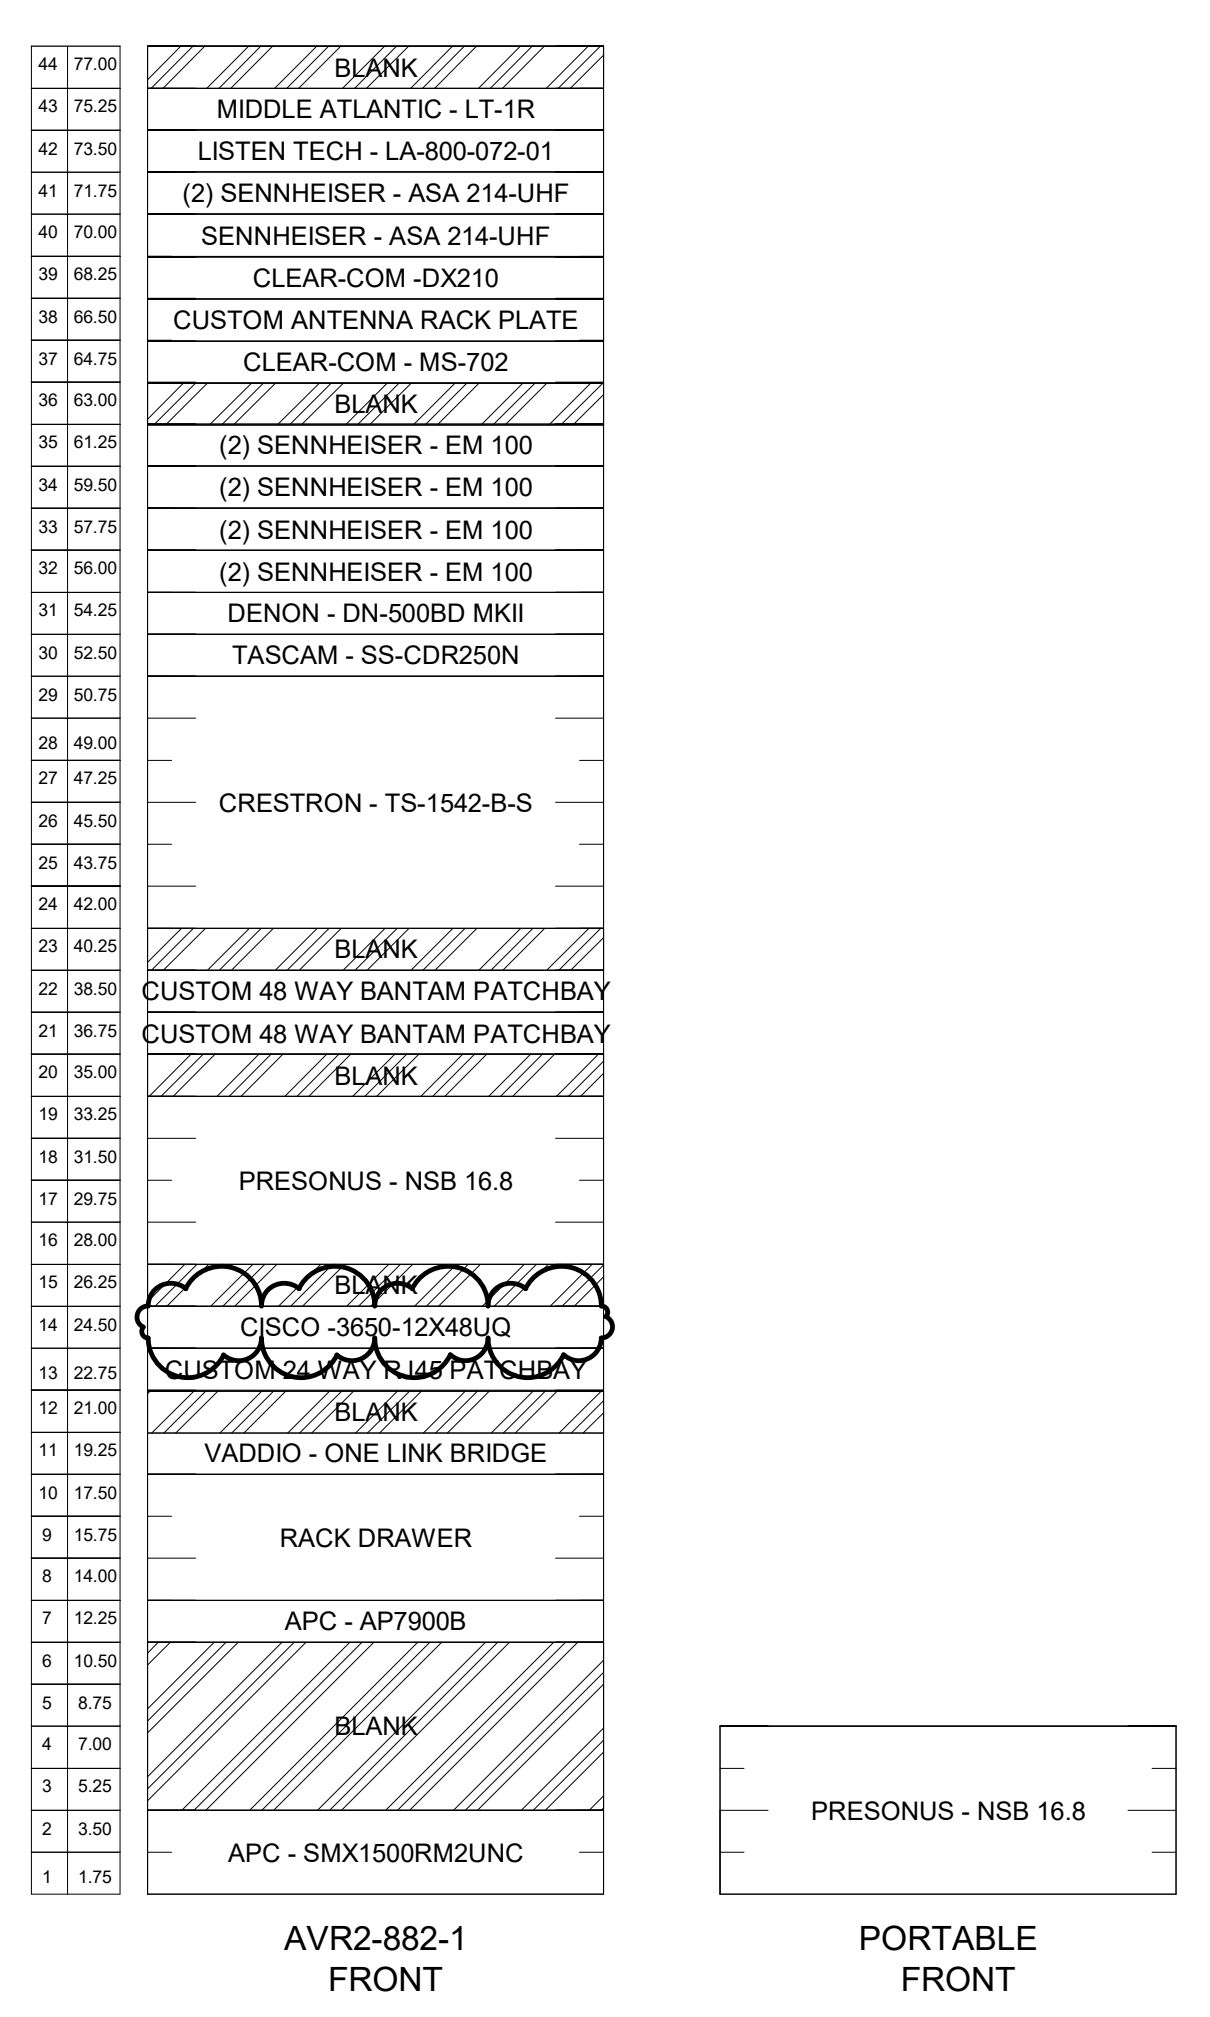 44 77.00 BLANK
43 75.25 MIDDLE ATLANTIC - LT-1R
42 73.50 LISTEN TECH - LA-800-072-01
41 71.75 (2) SENNHEISER - ASA 214-UHF
40 70.00 SENNHEISER - ASA 214-UHF
39 68.25 CLEAR-COM -DX210
38 66.50 CUSTOM ANTENNA RACK PLATE
37 64.75 CLEAR-COM - MS-702
36 63.00 BLANK
35 61.25 (2) SENNHEISER - EM 100
34 59.50 (2) SENNHEISER - EM 100
33 57.75 (2) SENNHEISER - EM 100
32 56.00 (2) SENNHEISER - EM 100
31 54.25 DENON - DN-500BD MKII
30 52.50 TASCAM - SS-CDR250N
29 50.75
28 49.00
27 47.25
CRESTRON - TS-1542-B-S
26 45.50
25 43.75
24 42.00
23 40.25 BLANK
22 38.50 CUSTOM 48 WAY BANTAM PATCHBAY
21 36.75 CUSTOM 48 WAY BANTAM PATCHBAY
20 35.00 BLANK
19 33.25
18 31.50
PRESONUS - NSB 16.8
17 29.75
16 28.00
15 26.25 BLANK
14 24.50 CISCO -3650-12X48UQ
13 22.75 CUSTOM 24 WAY RJ45 PATCHBAY
12 21.00 BLANK
11 19.25 VADDIO - ONE LINK BRIDGE
10 17.50
9 15.75 RACK DRAWER
8 14.00
7 12.25 APC - AP7900B
6 10.50
5 8.75
BLANK
4 7.00
3 5.25
PRESONUS - NSB 16.8
2 3.50
APC - SMX1500RM2UNC
1 1.75
AVR2-882-1
FRONT
PORTABLE
FRONT